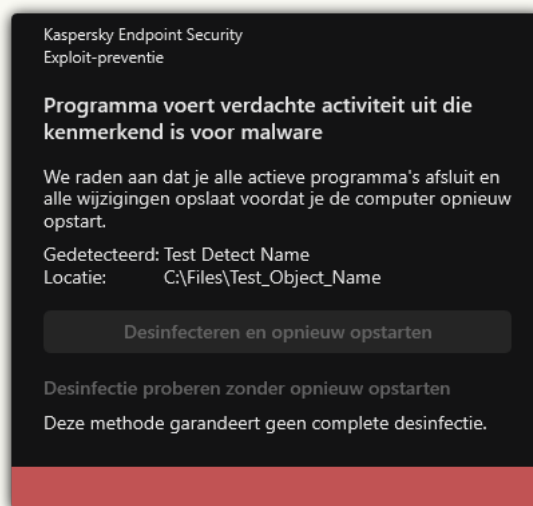 Kaspersky Endpoint Security
Exploit-preventie
Programma voert verdachte activiteit uit die
kenmerkend is voor malware
We raden aan dat je alle actieve programma's afsluit en
alle wijzigingen opslaat voordat je de computer opnieuw
opstart.
Gedetecteerd: Test Detect Name
Locatie: C:\Files\Test_Object_Name
Desinfecteren en opnieuw opstarten
Desinfectie proberen zonder opnieuw opstarten
Deze methode garandeert geen complete desinfectie.